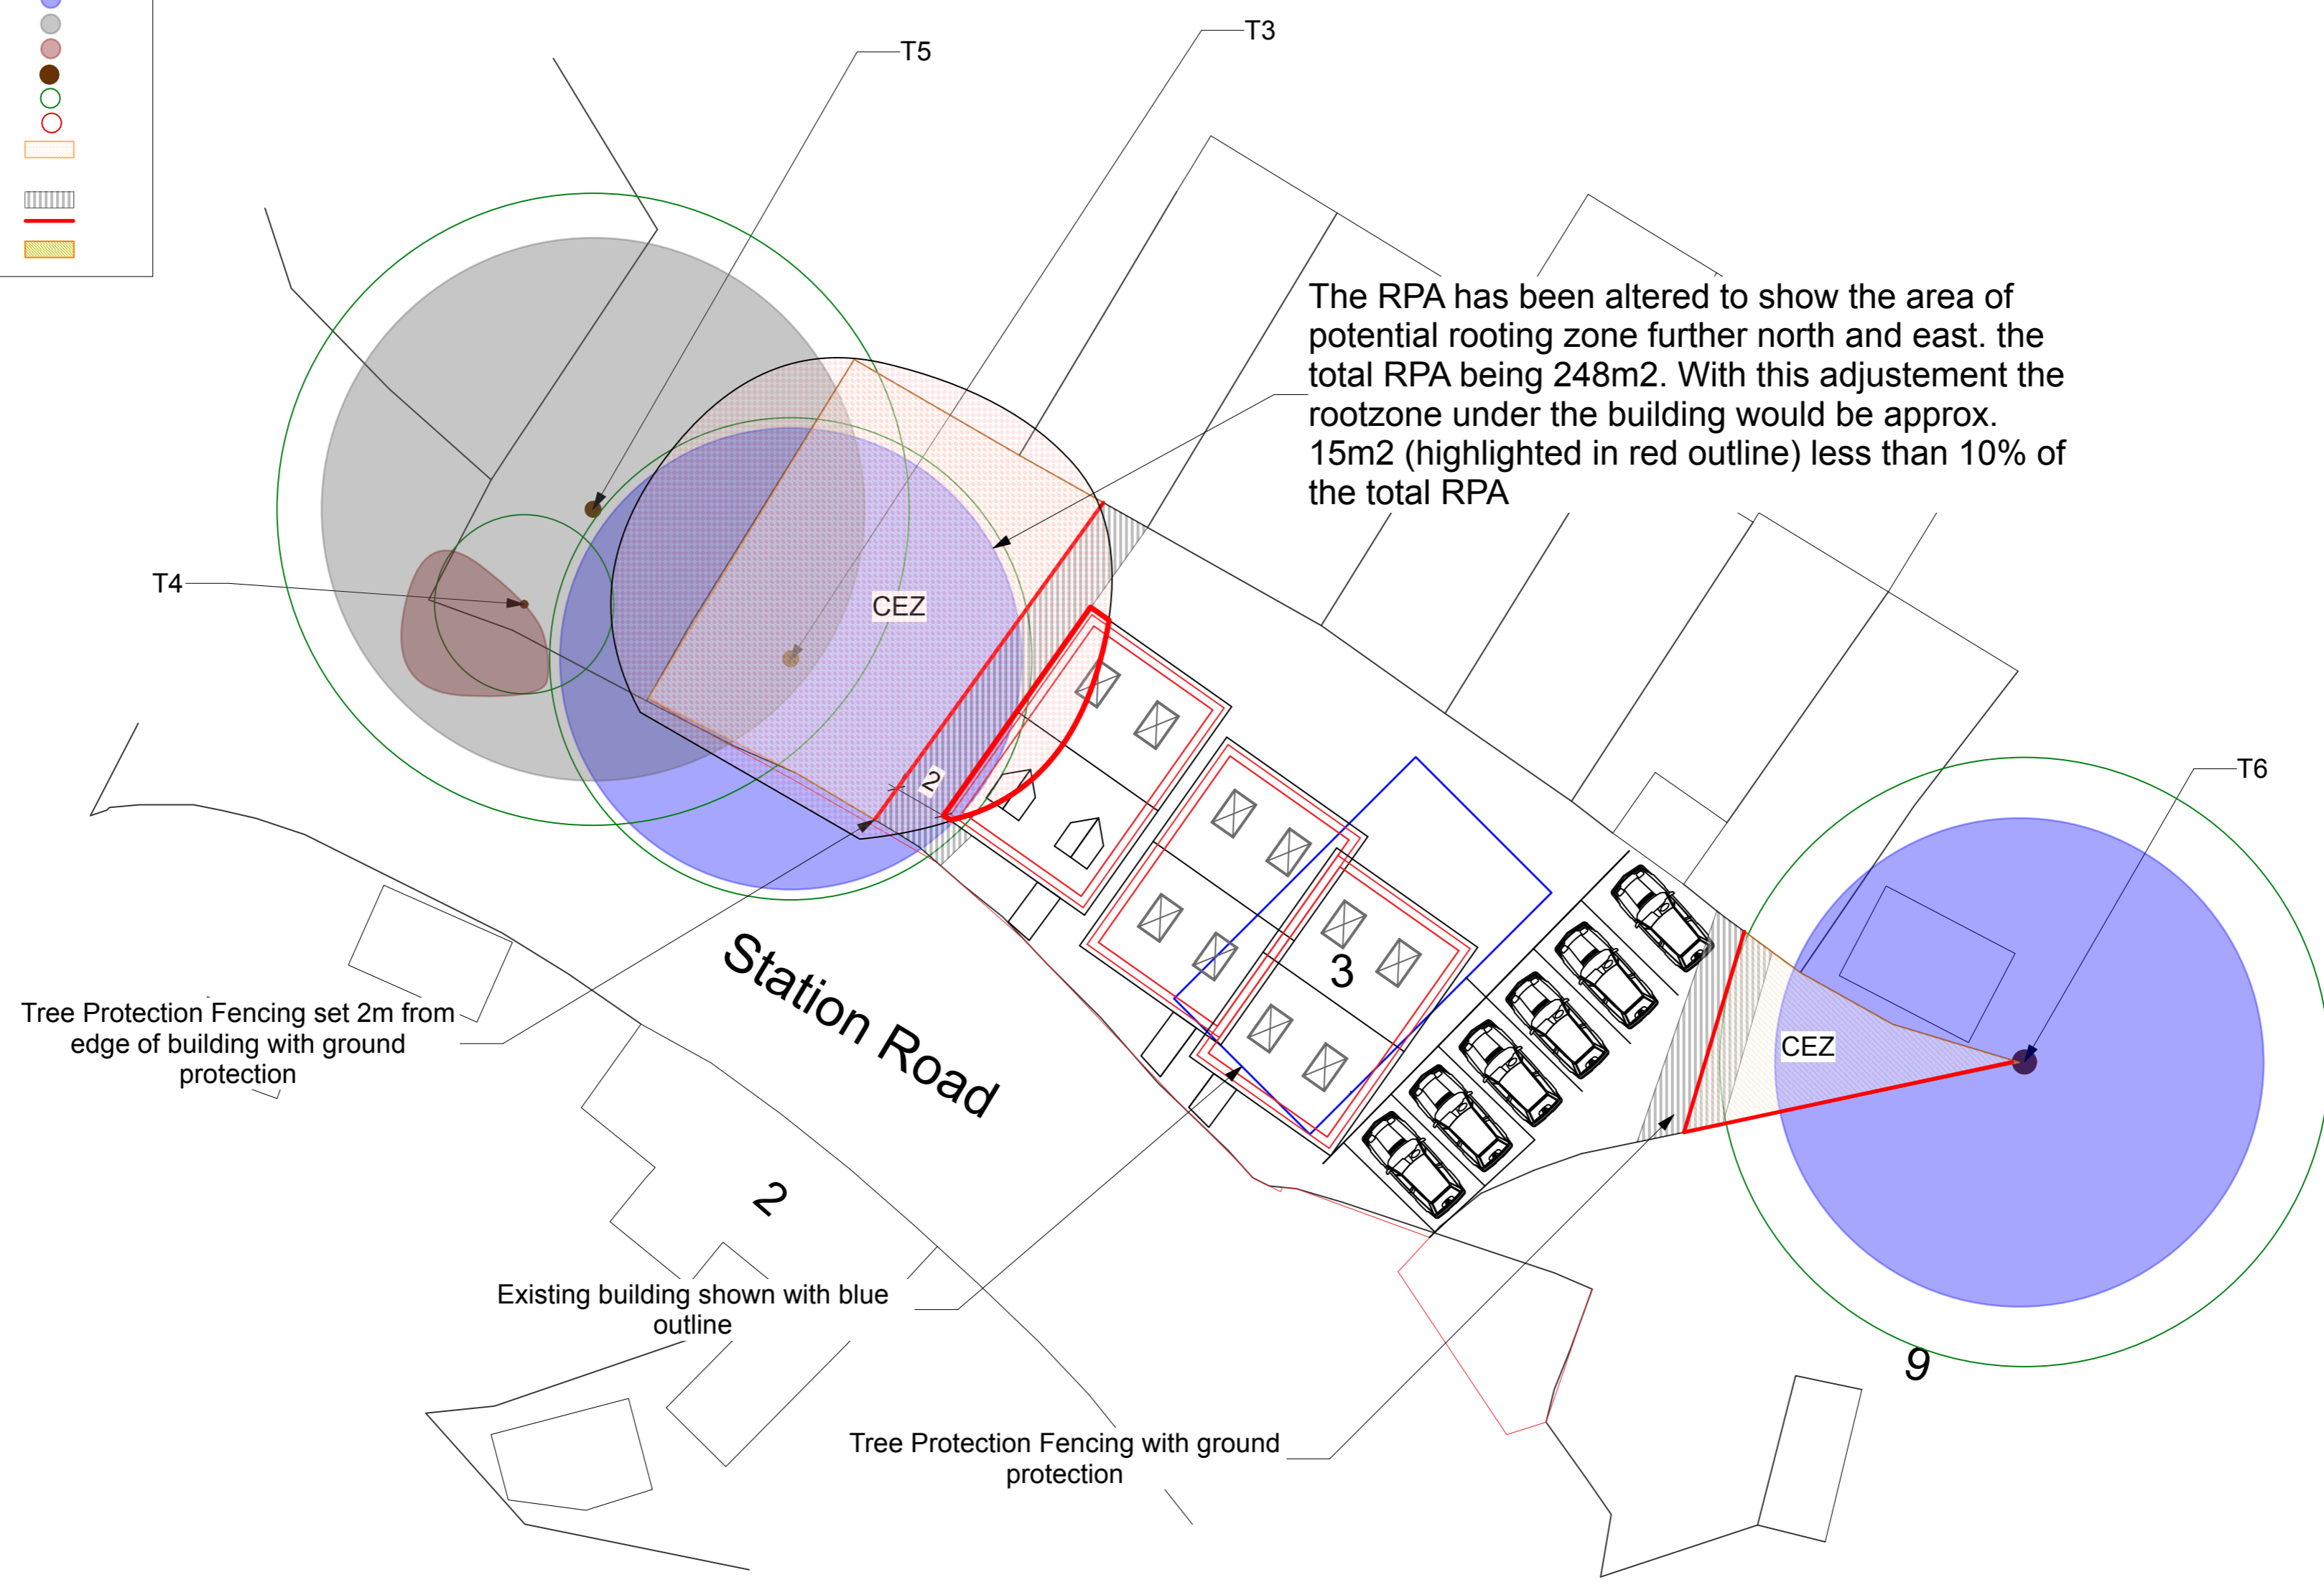 T3
T5
The RPA has been altered to show the area of
potential rooting zone further north and east. the
total RPA being 248m2. With this adjustement the
rootzone under the building would be approx.
15m2 (highlighted in red outline) less than 10% of
the total RPA
T4
CEZ
T6
2
3
Station Road
Tree Protection Fencing set 2m from
edge of building with ground
protection
CEZ
2
Existing building shown with blue
outline
9
Tree Protection Fencing with ground
protection